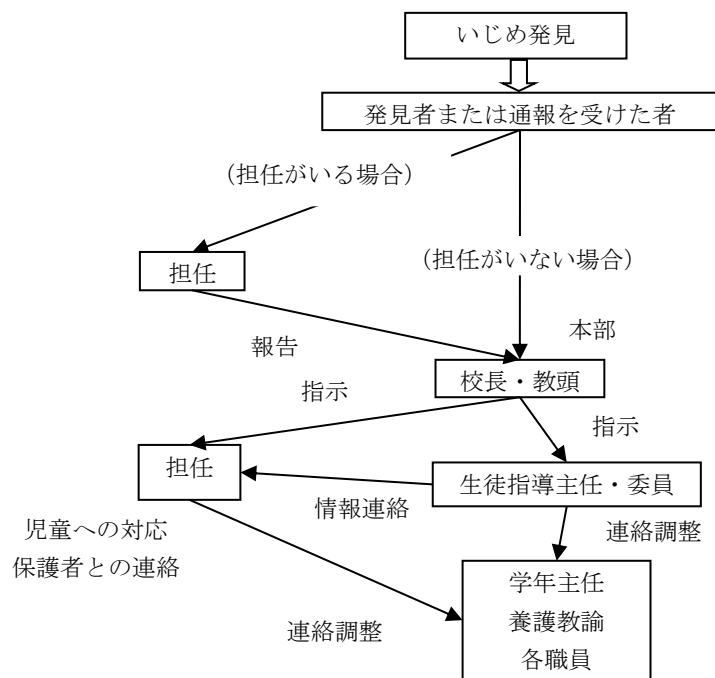 いじめ発見
発見者または通報を受けた者
（担任がいる場合）
担任
（担任がいない場合）
報告
本部
校長・教頭
指示
指示
担任
生徒指導主任・委員
情報連絡
児童への対応
保護者との連絡
連絡調整
学年主任
養護教諭
各職員
連絡調整